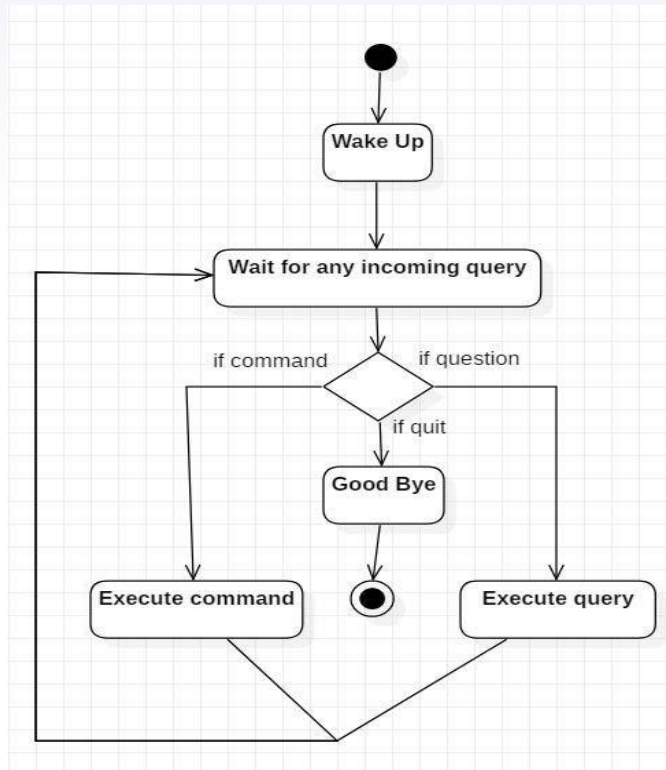 Wake Up
Wait for any incoming query
if command
if question
if quit
Good Bye
Execute command
Execute query